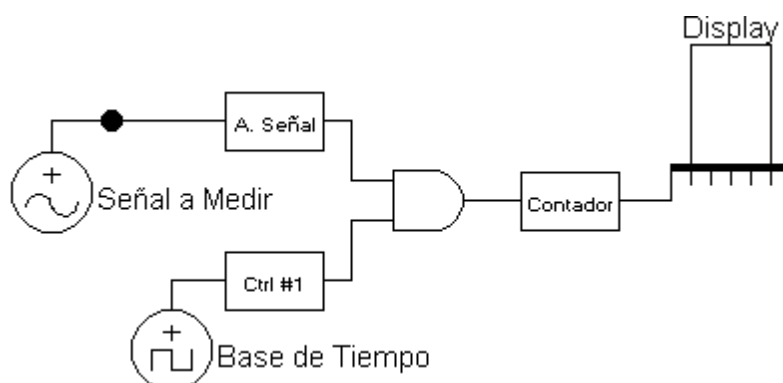 Display
A. Señal
Señal a Medir
Contador
Ctrl #1
Base de Tiempo